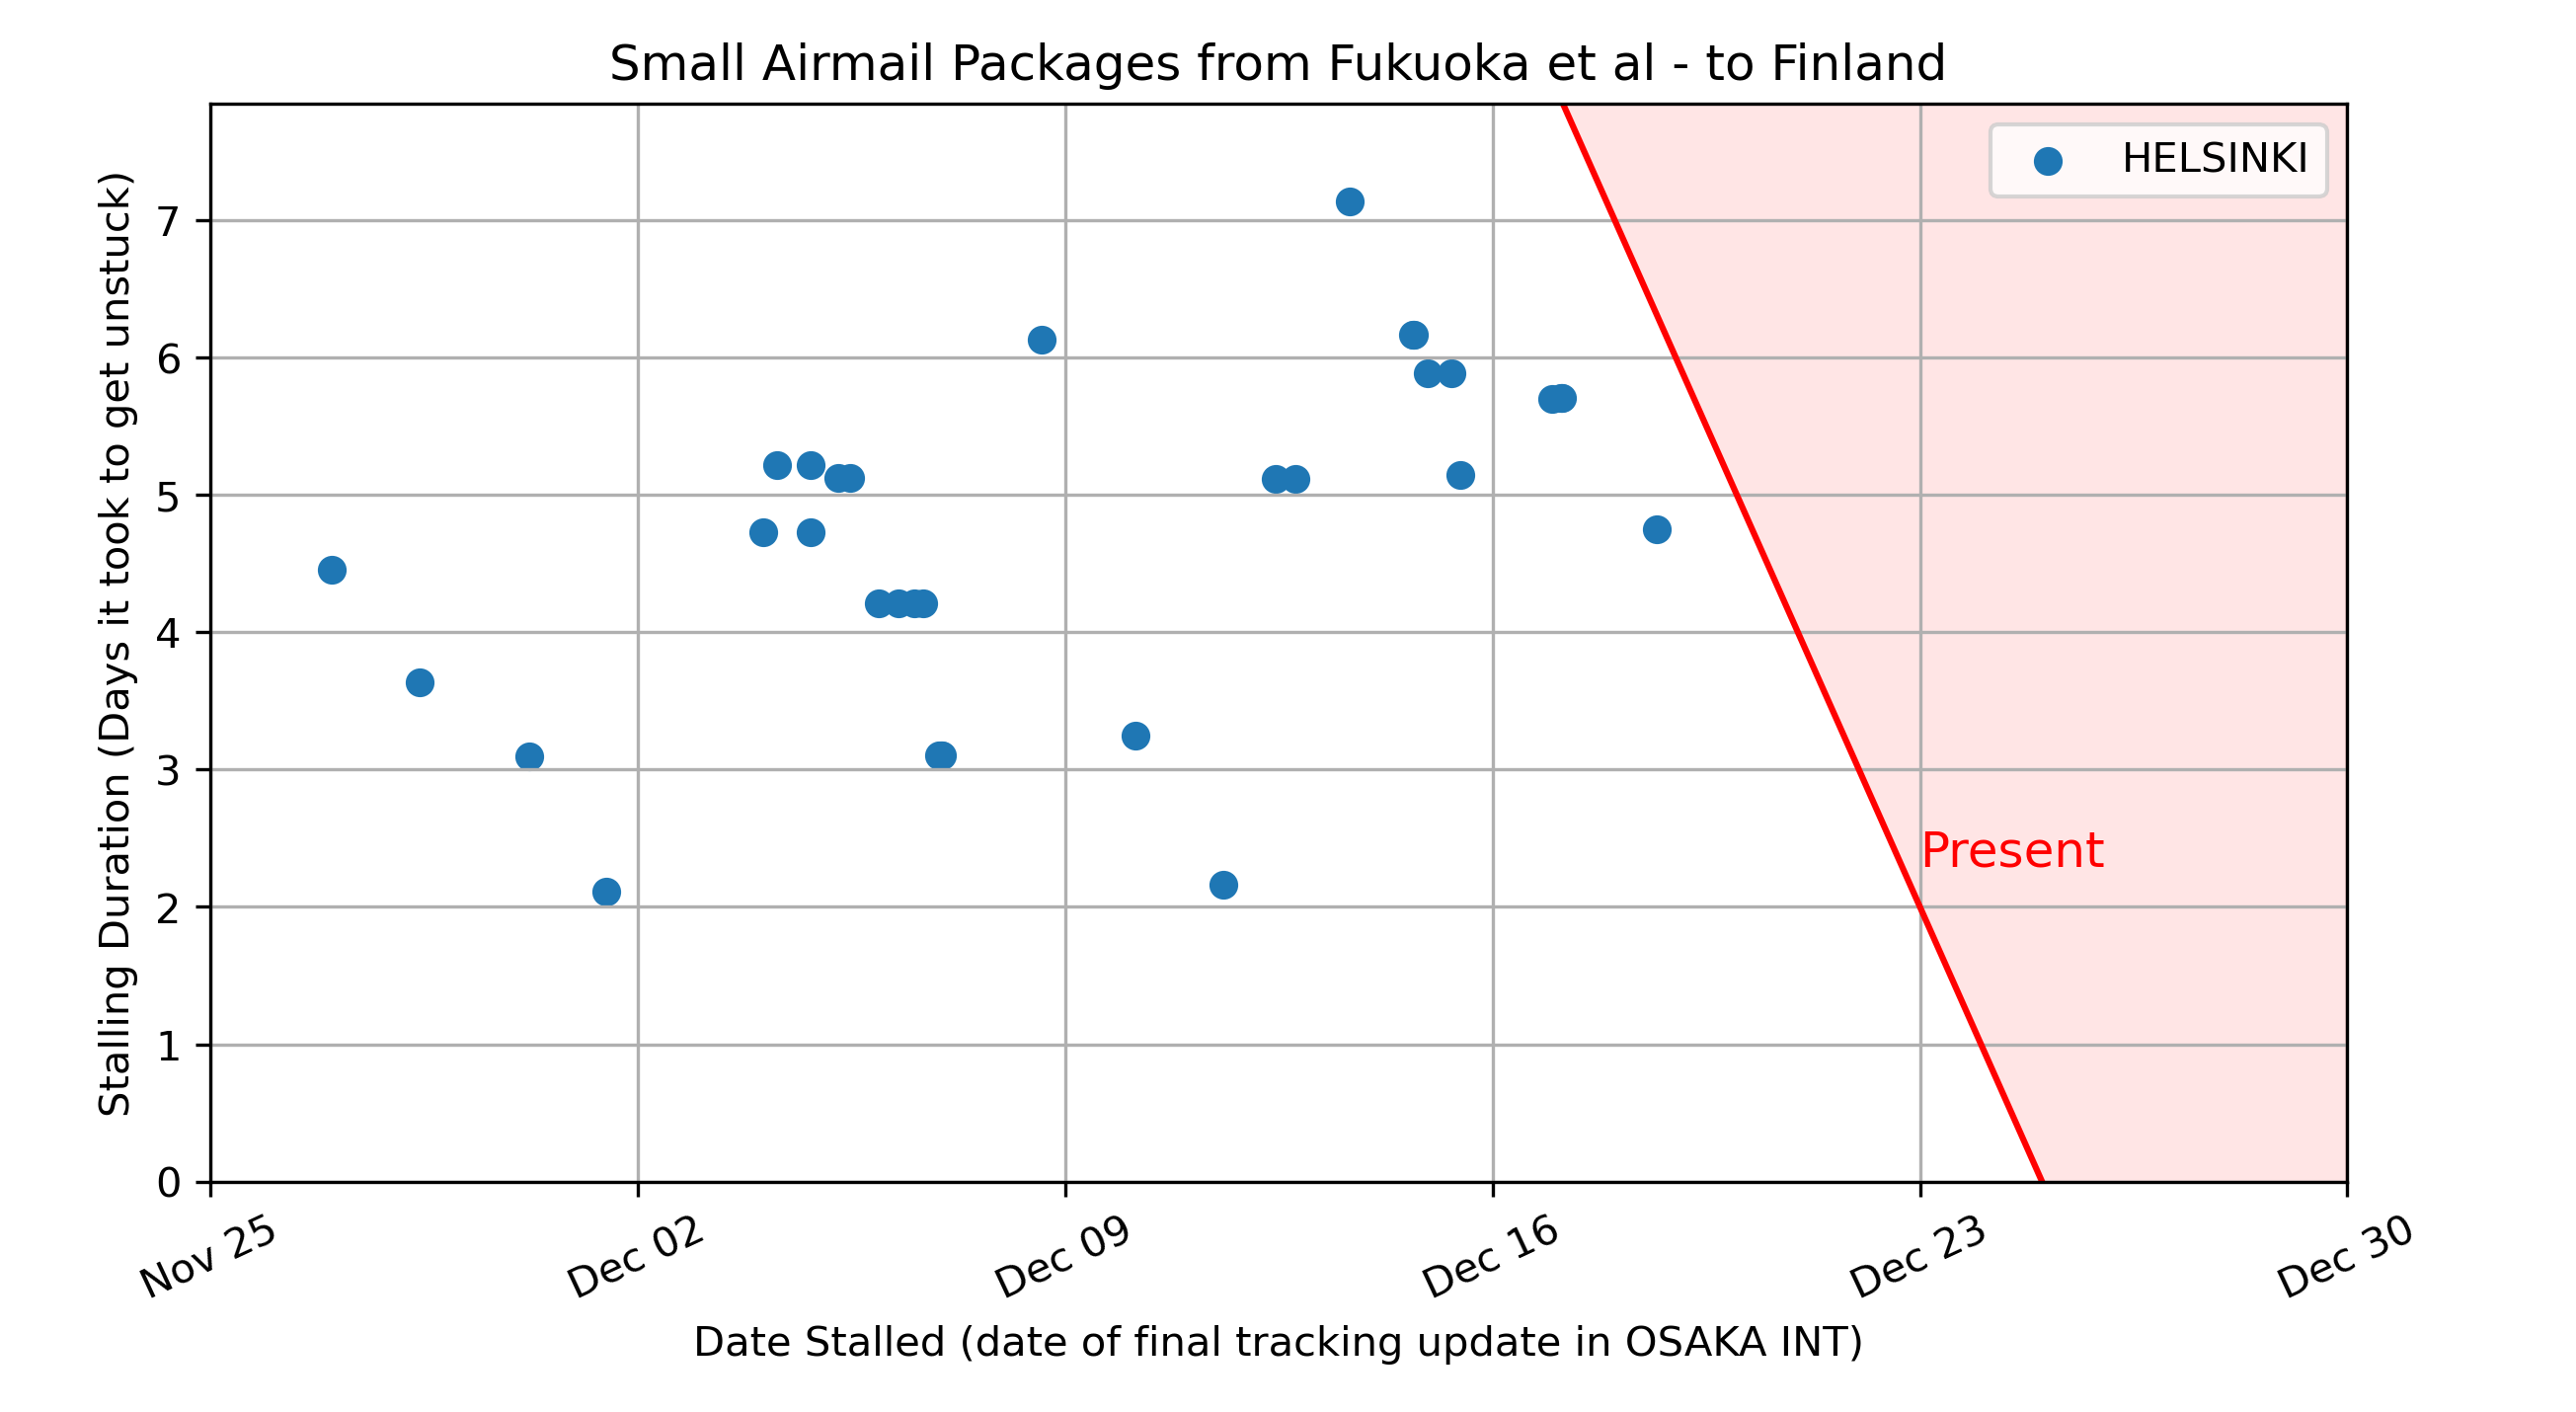 Small Airmail Packages from Fukuoka et al - to Finland
HELSINKI
Stalling Duration (Days it took to get unstuck)
7
6
5
4
3
2
1
0
Present
Nov 25
Dec 02
Dec 09
Dec 16
Dec 23
Dec 30
Date Stalled (date of final tracking update in OSAKA INT)